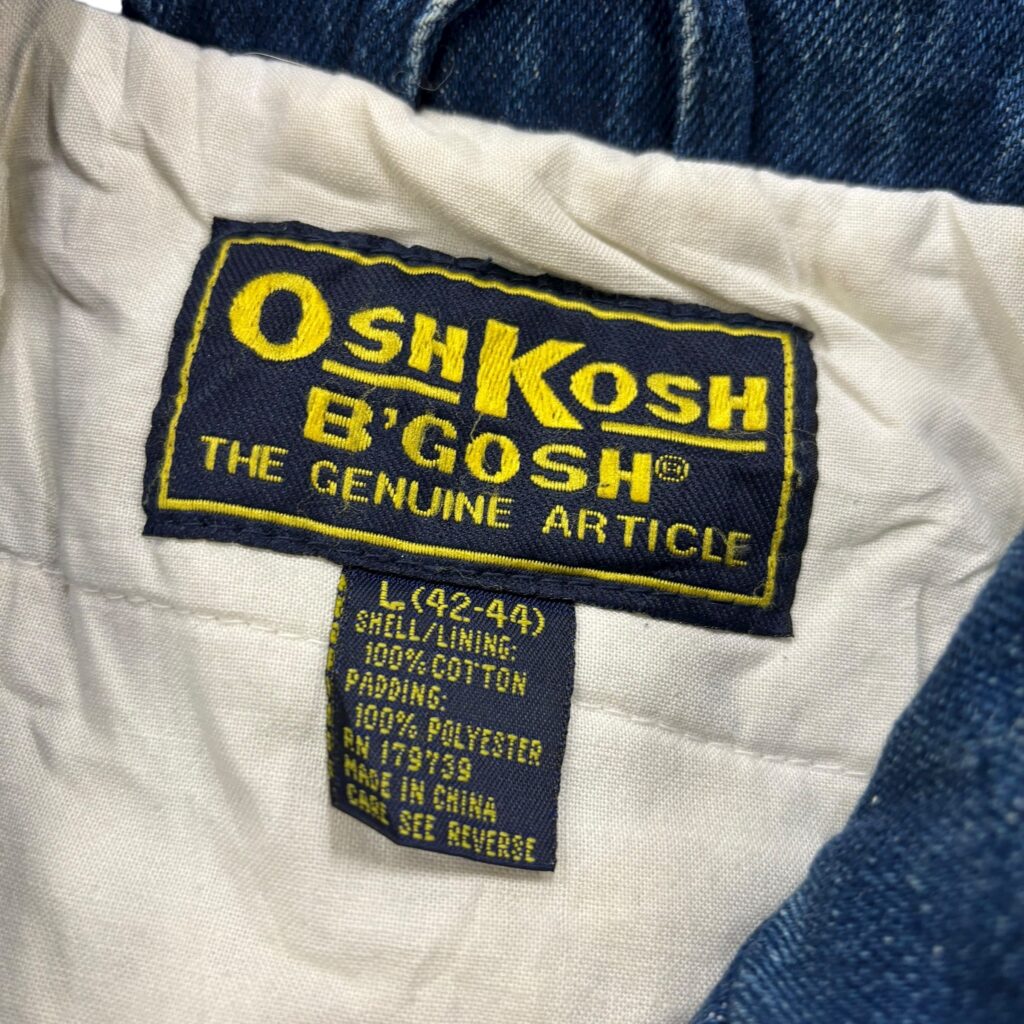 OSHKOSH
B'GOSH®
THE GENUINE ARTICLE
L (42-44)
SHELL/LINING:
100% COTTON
PADDING:
100% POLYESTER
RN 179739
MADE IN CHINA
CARE SEE REVERSE